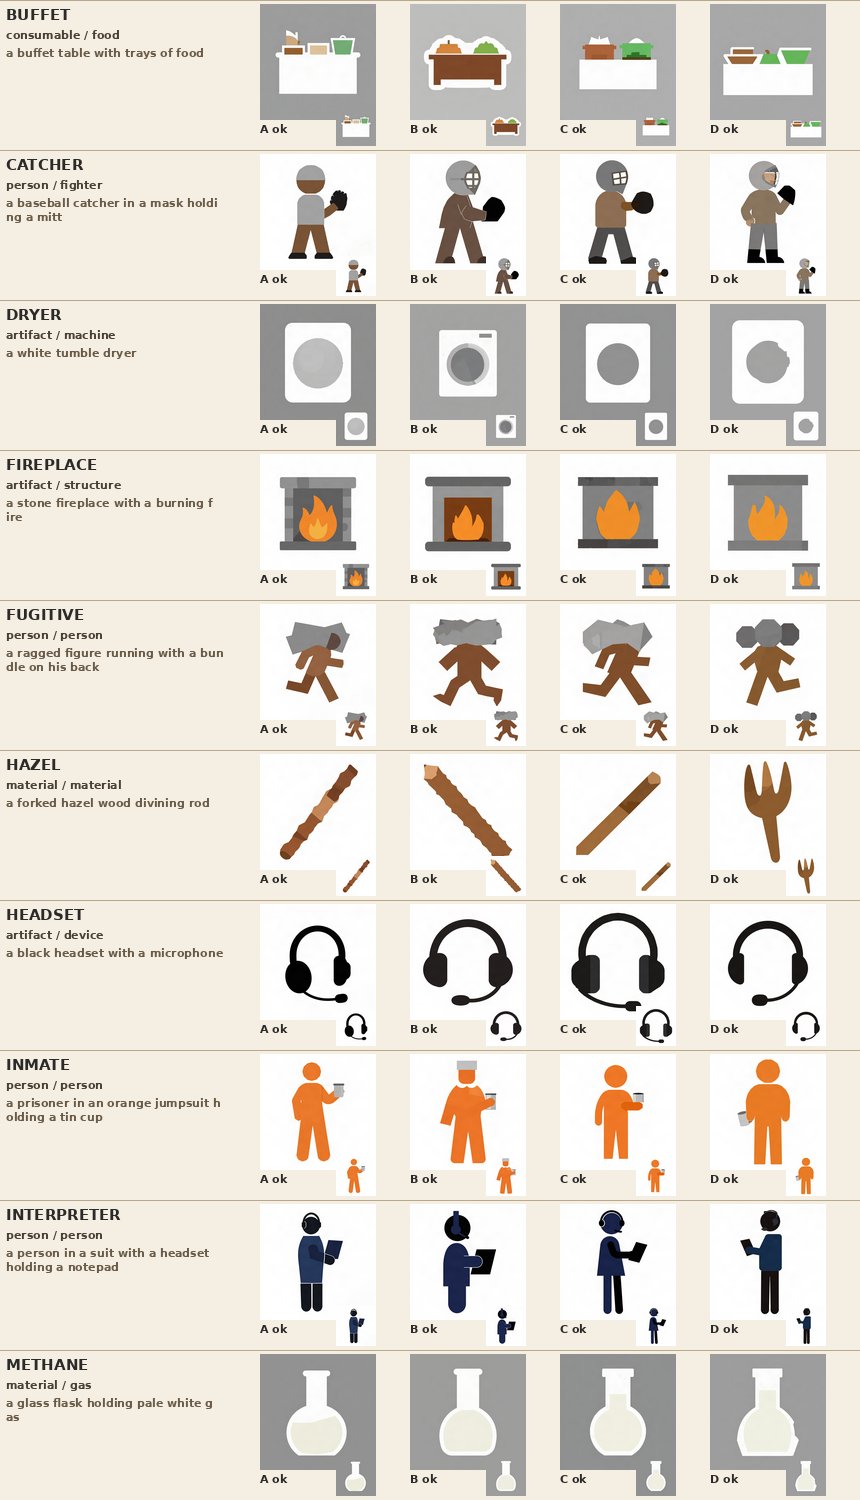 BUFFET
consumable / food
a buffet table with trays of food
A ok
B ok
C ok
D ok
CATCHER
person / fighter
a baseball catcher in a mask holdi
ng a mitt
A ok
B ok
C ok
D ok
DRYER
artifact / machine
a white tumble dryer
A ok
B ok
C ok
D ok
FIREPLACE
artifact / structure
a stone fireplace with a burning f
ire
A ok
B ok
C ok
D ok
FUGITIVE
person / person
a ragged figure running with a bun
dle on his back
A ok
B ok
C ok
D ok
HAZEL
material / material
a forked hazel wood divining rod
A ok
B ok
C ok
D ok
HEADSET
artifact / device
a black headset with a microphone
A ok
B ok
C ok
D ok
INMATE
person / person
a prisoner in an orange jumpsuit h
olding a tin cup
A ok
B ok
C ok
D ok
INTERPRETER
person / person
a person in a suit with a headset
holding a notepad
A ok
B ok
C ok
D ok
METHANE
material / gas
a glass flask holding pale white g
as
A ok
B ok
C ok
D ok